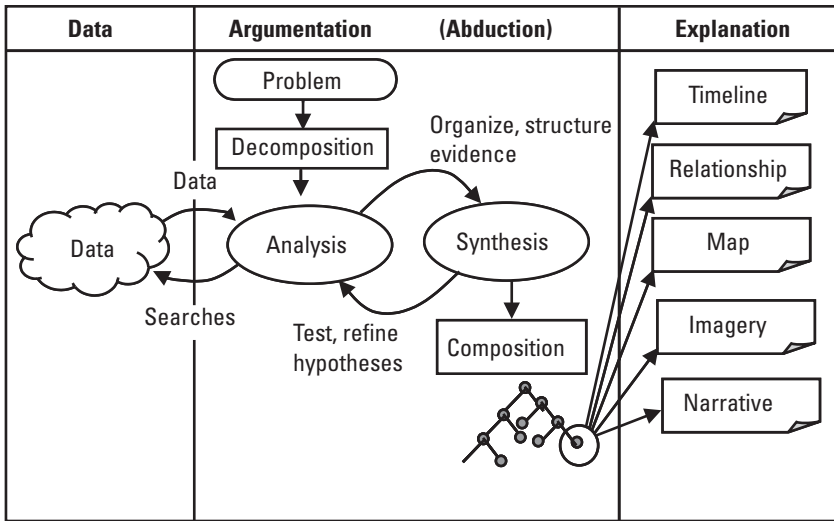 Data
Argumentation (Abduction)
Explanation
Problem
Decomposition
Data
Data
Searches
Analysis
Organize, structure
evidence
Synthesis
Test, refine
hypotheses
Composition
Timeline
Relationship
Map
Imagery
Narrative